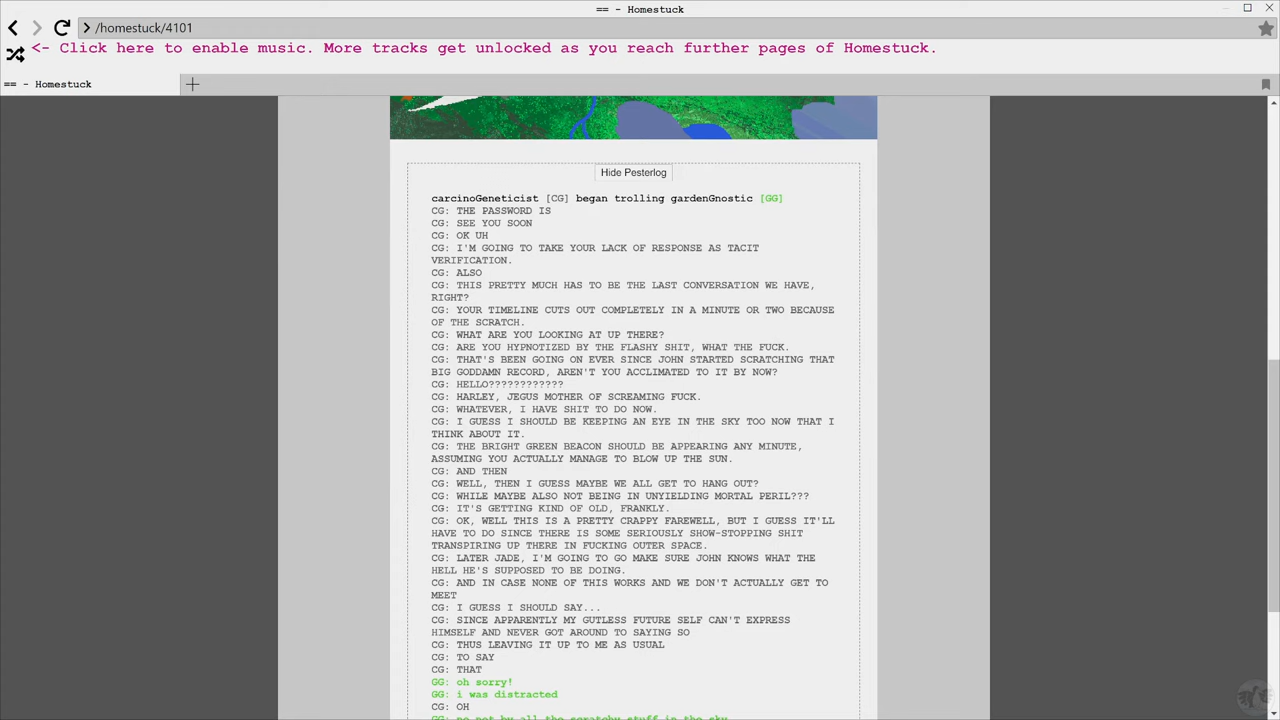 == - Homestuck
/homestuck/4101
<- Click here to enable music. More tracks get unlocked as you reach further pages of Homestuck.
== - Homestuck
Hide Pesterlog
carcinoGeneticist [CG] began trolling gardenGnostic [GG]
CG: THE PASSWORD IS
CG: SEE YOU SOON
CG: OK UH
CG: I'M GOING TO TAKE YOUR LACK OF RESPONSE AS TACIT
VERIFICATION.
CG: ALSO
CG: THIS PRETTY MUCH HAS TO BE THE LAST CONVERSATION WE HAVE,
RIGHT?
CG: YOUR TIMELINE CUTS OUT COMPLETELY IN A MINUTE OR TWO BECAUSE
OF THE SCRATCH.
CG: WHAT ARE YOU LOOKING AT UP THERE?
CG: ARE YOU HYPNOTIZED BY THE FLASHY SHIT, WHAT THE FUCK.
CG: THAT'S BEEN GOING ON EVER SINCE JOHN STARTED SCRATCHING THAT
BIG GODDAMN RECORD, AREN'T YOU ACCLIMATED TO IT BY NOW?
CG: HELLO????????????
CG: HARLEY, JEGUS MOTHER OF SCREAMING FUCK.
CG: WHATEVER, I HAVE SHIT TO DO NOW.
CG: I GUESS I SHOULD BE KEEPING AN EYE IN THE SKY TOO NOW THAT I
THINK ABOUT IT.
CG: THE BRIGHT GREEN BEACON SHOULD BE APPEARING ANY MINUTE,
ASSUMING YOU ACTUALLY MANAGE TO BLOW UP THE SUN.
CG: AND THEN
CG: WELL, THEN I GUESS MAYBE WE ALL GET TO HANG OUT?
CG: WHILE MAYBE ALSO NOT BEING IN UNYIELDING MORTAL PERIL???
CG: IT'S GETTING KIND OF OLD, FRANKLY.
CG: OK, WELL THIS IS A PRETTY CRAPPY FAREWELL, BUT I GUESS IT'LL
HAVE TO DO SINCE THERE IS SOME SERIOUSLY SHOW-STOPPING SHIT
TRANSPIRING UP THERE IN FUCKING OUTER SPACE.
CG: LATER JADE, I'M GOING TO GO MAKE SURE JOHN KNOWS WHAT THE
HELL HE'S SUPPOSED TO BE DOING.
CG: AND IN CASE NONE OF THIS WORKS AND WE DON'T ACTUALLY GET TO
MEET
CG: I GUESS I SHOULD SAY...
CG: SINCE APPARENTLY MY GUTLESS FUTURE SELF CAN'T EXPRESS
HIMSELF AND NEVER GOT AROUND TO SAYING SO
CG: THUS LEAVING IT UP TO ME AS USUAL
CG: TO SAY
CG: THAT
GG: oh sorry!
GG: i was distracted
CG: OH
GG: no not by all the scratchy stuff in the sky